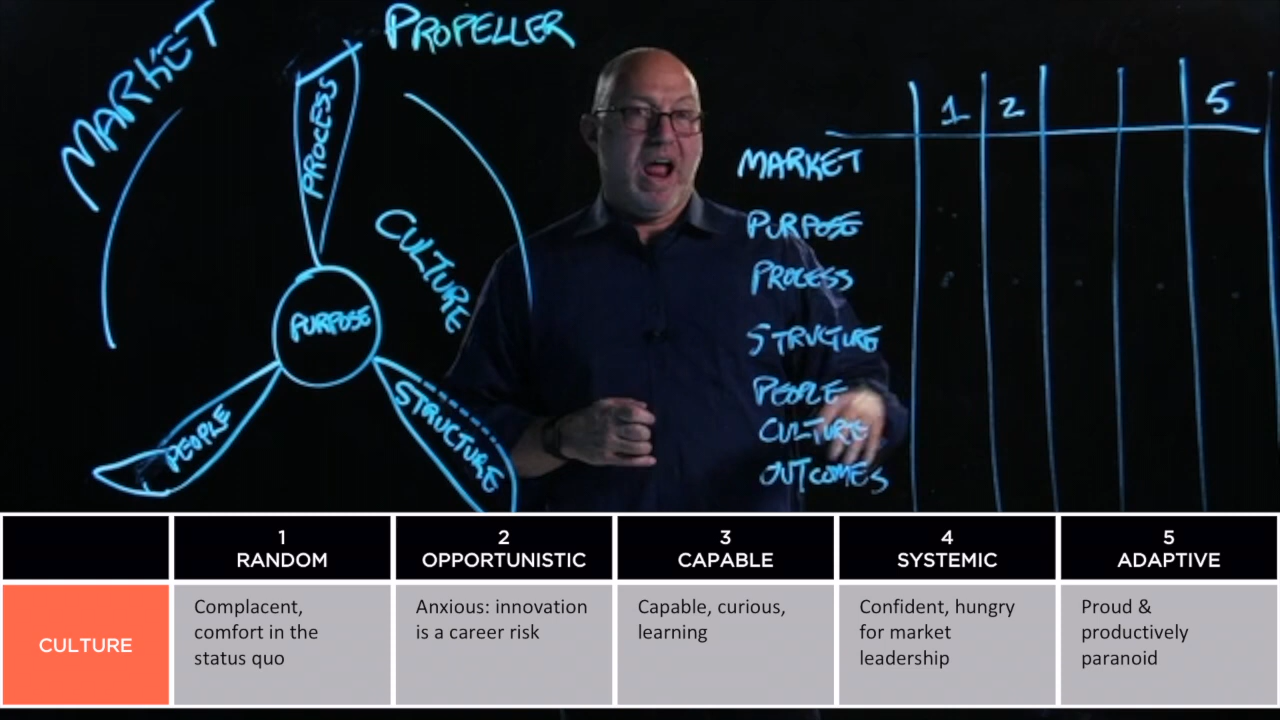 MARKET
PROPELLER
PROCESS
CULTURE
PURPOSE
PEOPLE
STRUCTURE
1 2 5
MARKET
PURPOSE
PROCESS
STRUCTURE
PEOPLE
CULTURE
OUTCOMES
1
RANDOM
2
OPPORTUNISTIC
3
CAPABLE
4
SYSTEMIC
5
ADAPTIVE
CULTURE
Complacent,
comfort in the
status quo
Anxious: innovation
is a career risk
Capable, curious,
learning
Confident, hungry
for market
leadership
Proud &
productively
paranoid